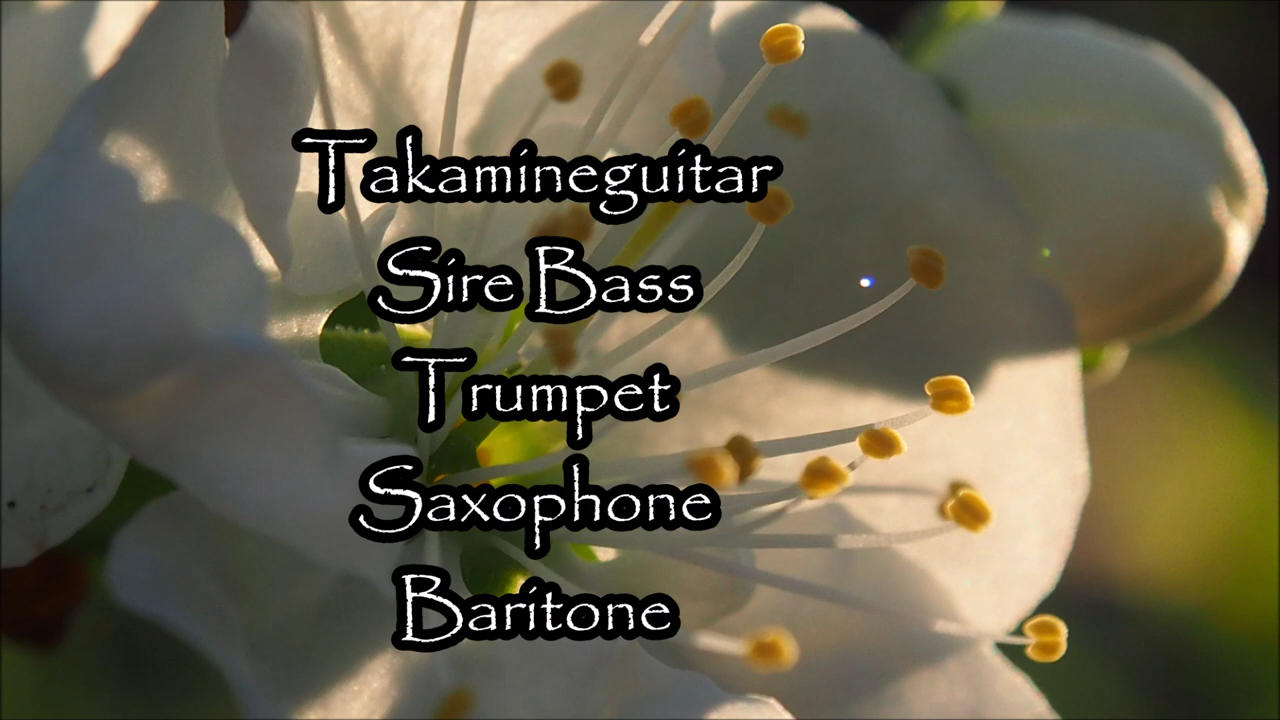 Takamineguitar
Sire Bass
Trumpet
Saxophone
Baritone